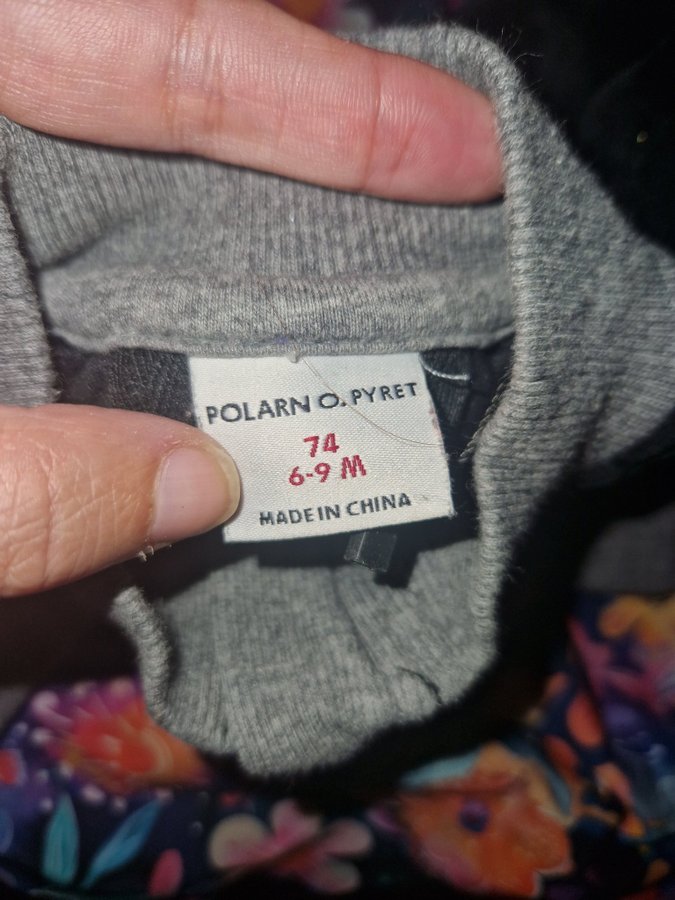 POLARN O. PYRET
74
6-9 M
MADE IN CHINA